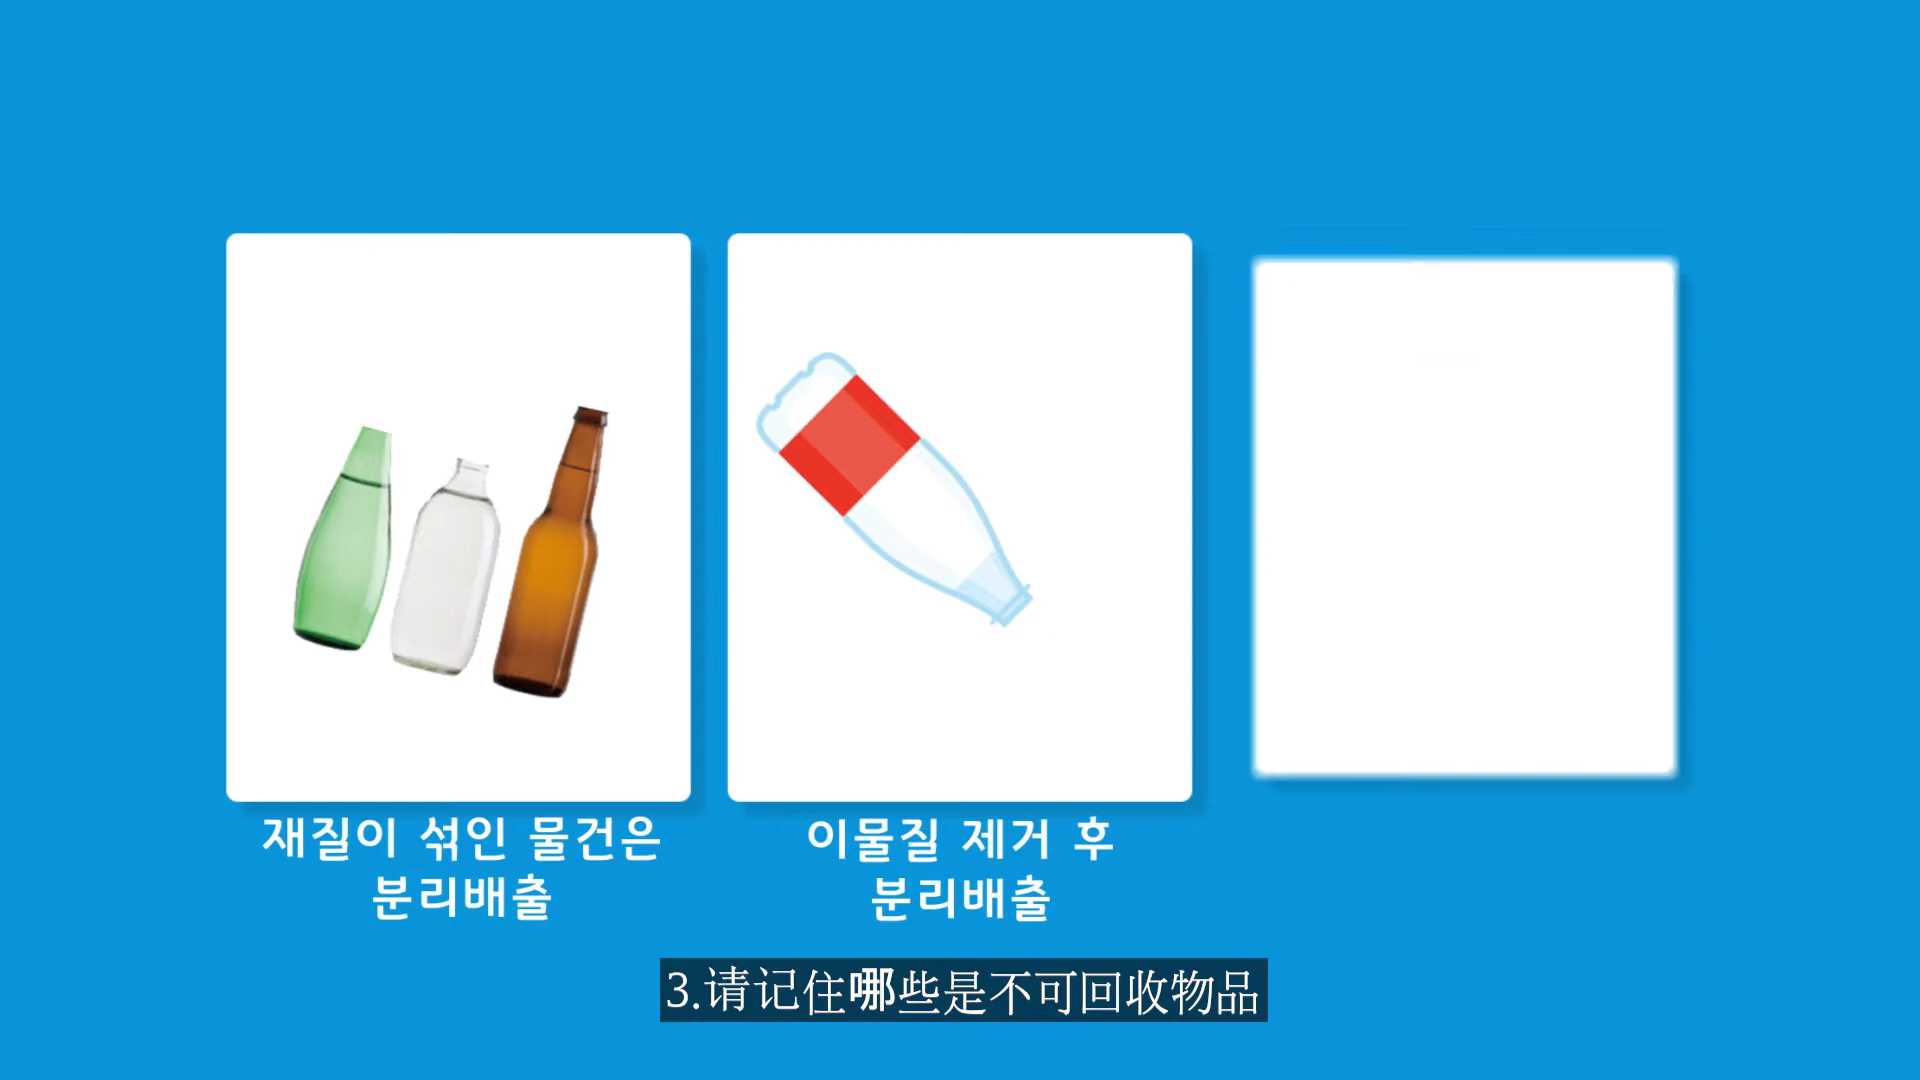 재질이 섞인 물건은
분리배출
이물질 제거 후
분리배출
3.请记住哪些是不可回收物品